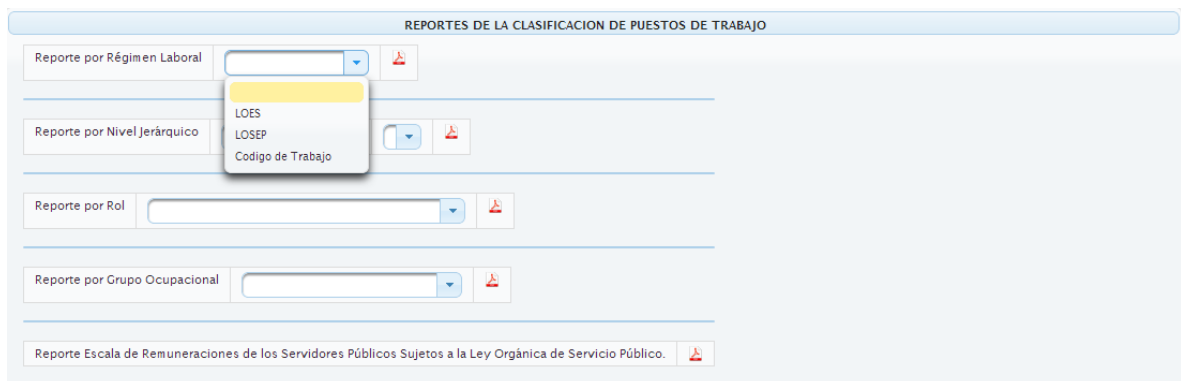 REPORTES DE LA CLASIFICACION DE PUESTOS DE TRABAJO
Reporte por Régimen Laboral
LOES
LOSEP
Codigo de Trabajo
Reporte por Nivel Jerárquico
Reporte por Rol
Reporte por Grupo Ocupacional
Reporte Escala de Remuneraciones de los Servidores Públicos Sujetos a la Ley Orgánica de Servicio Público.